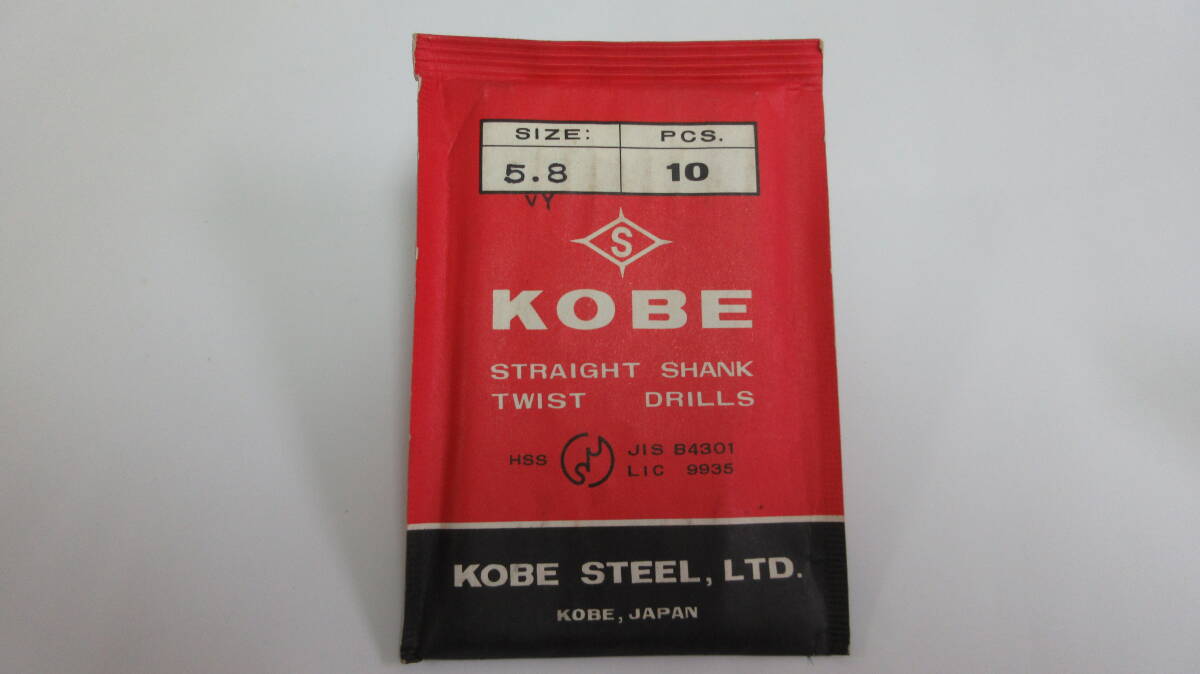 SIZE: PCS.
5.8 10
VY
S
KOBE
STRAIGHT SHANK
TWIST DRILLS
HSS JIS B4301
LIC 9935
KOBE STEEL, LTD.
KOBE, JAPAN